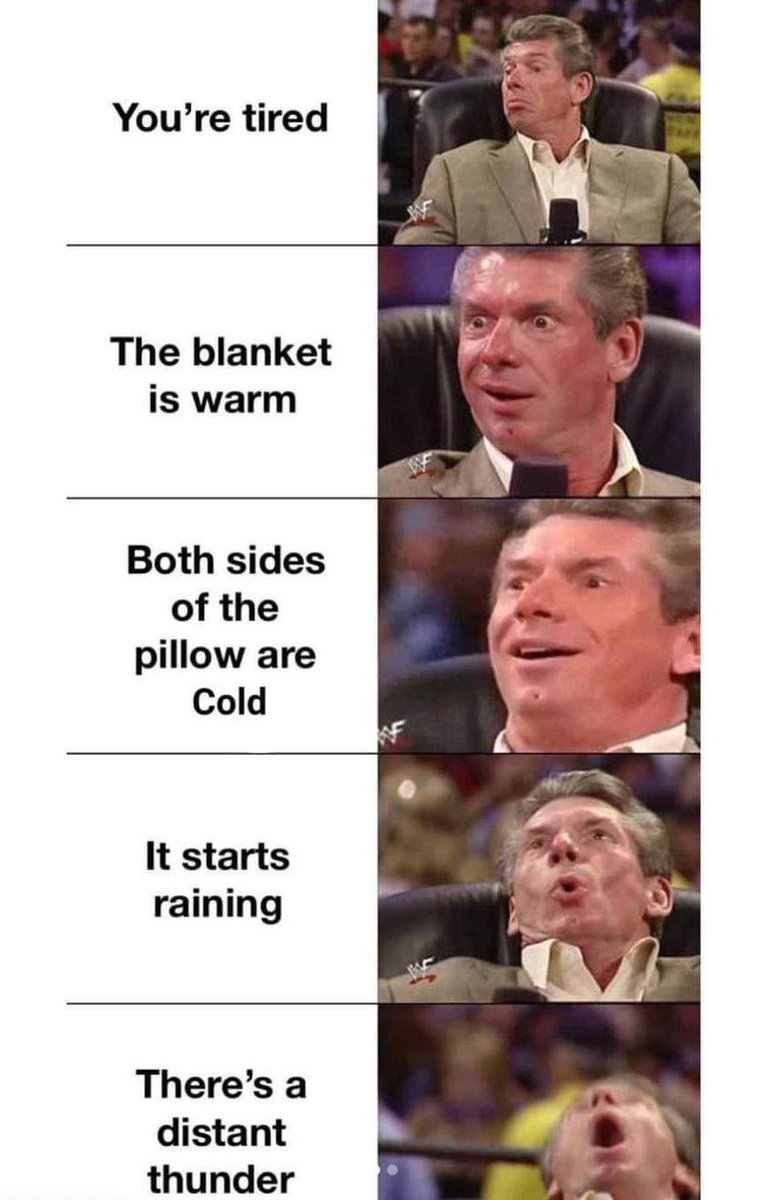 You're tired
The blanket
is warm
Both sides
of the
pillow are
Cold
It starts
raining
There's a
distant
thunder